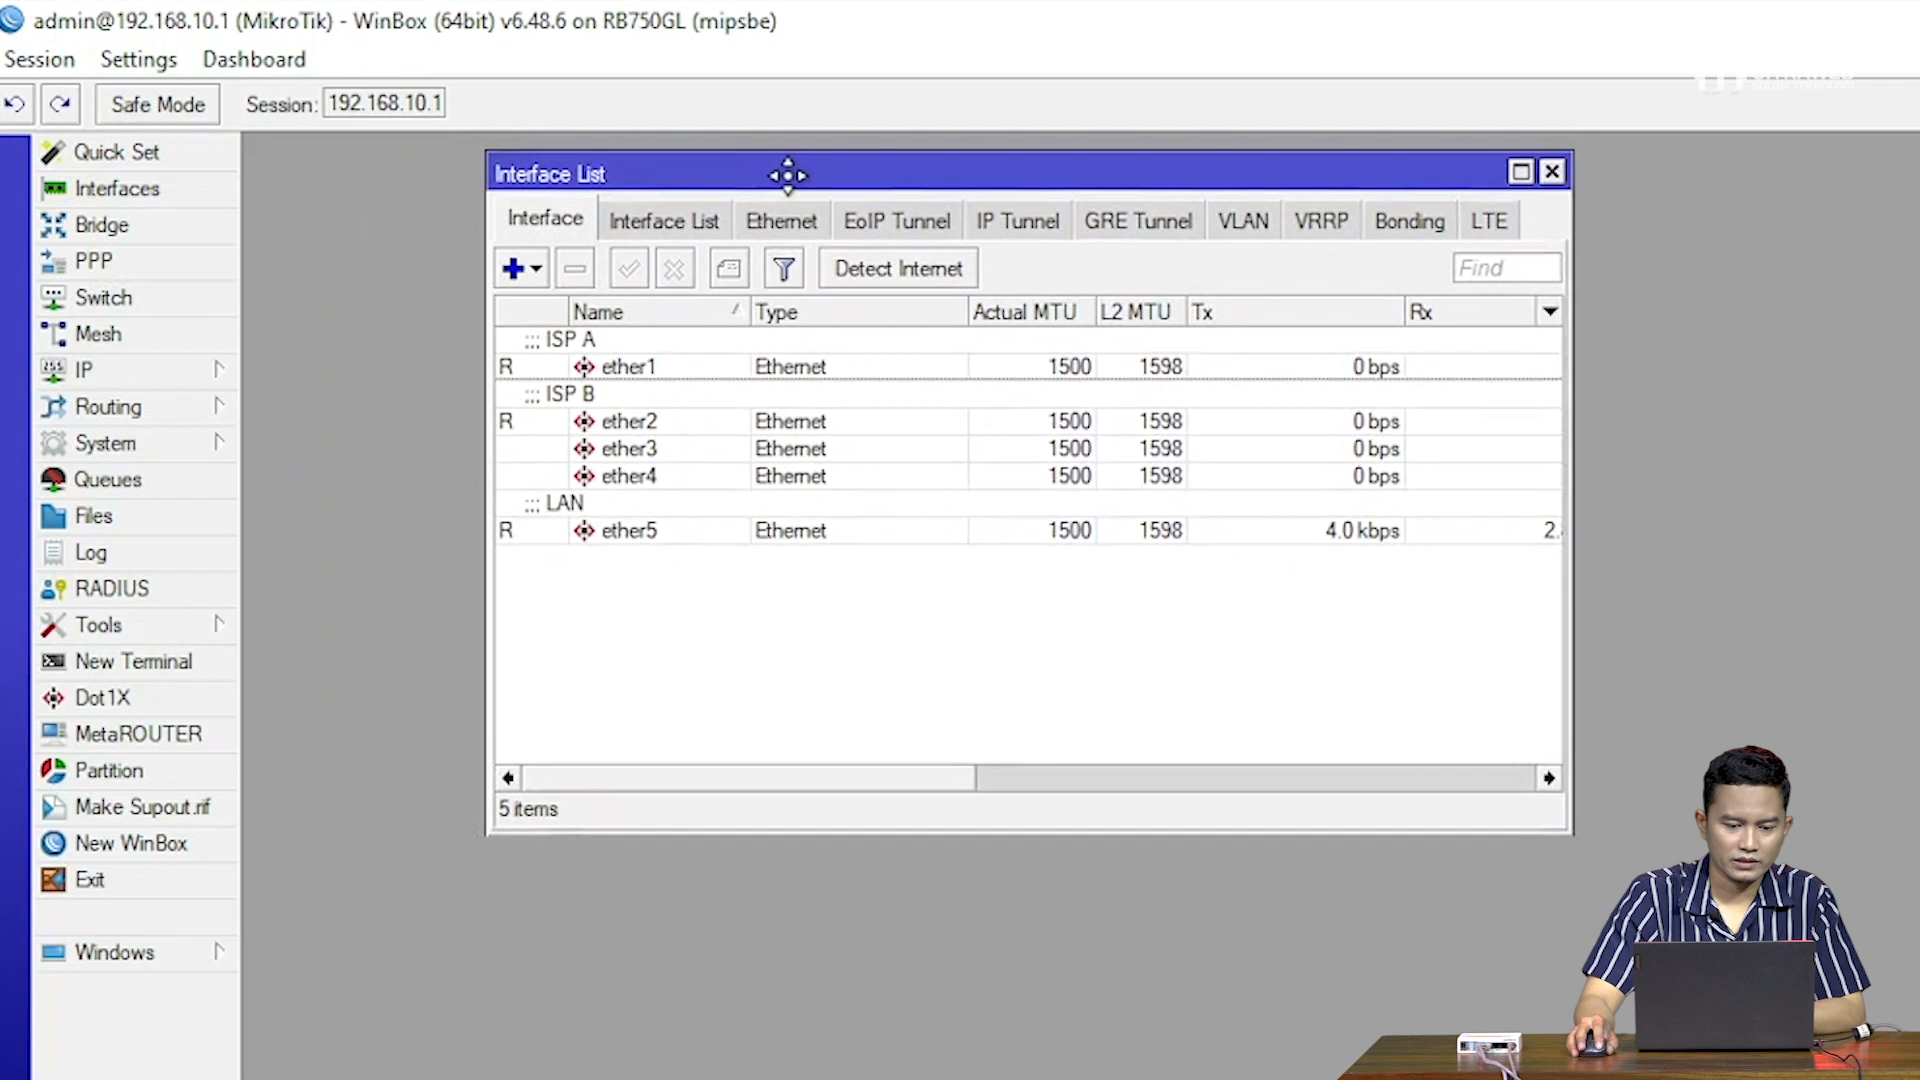 admin@192.168.10.1 (MikroTik) - WinBox (64bit) v6.48.6 on RB750GL (mipsbe)
Session Settings Dashboard
Safe Mode Session: 192.168.10.1
Quick Set
Interfaces
Bridge
PPP
Switch
Mesh
IP
Routing
System
Queues
Files
Log
RADIUS
Tools
New Terminal
Dot1X
MetaROUTER
Partition
Make Supout.rif
New WinBox
Exit
Windows
Interface List
Interface Interface List Ethernet EoIP Tunnel IP Tunnel GRE Tunnel VLAN VRRP Bonding LTE
Detect Internet Find
Name Type Actual MTU L2 MTU Tx Rx
::: ISP A
R ether1 Ethernet 1500 1598 0 bps
::: ISP B
R ether2 Ethernet 1500 1598 0 bps
ether3 Ethernet 1500 1598 0 bps
ether4 Ethernet 1500 1598 0 bps
::: LAN
R ether5 Ethernet 1500 1598 4.0 kbps 2.
5 items